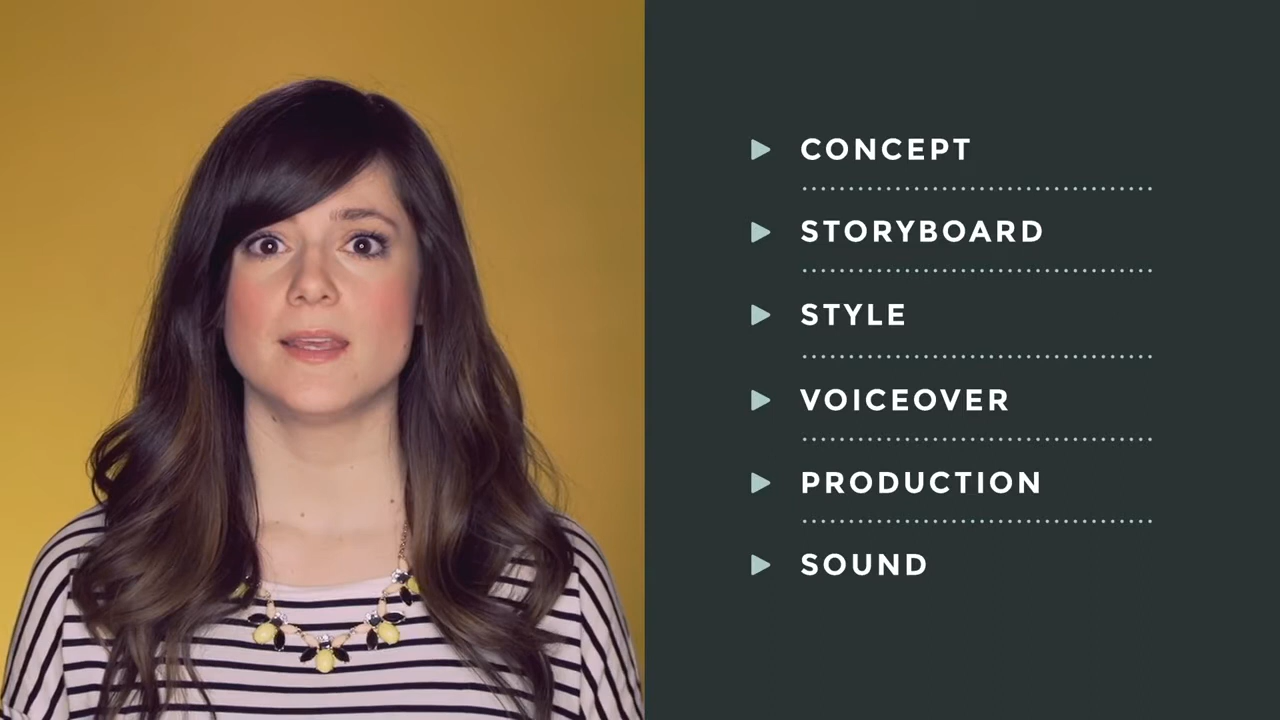 CONCEPT
STORYBOARD
STYLE
VOICEOVER
PRODUCTION
SOUND